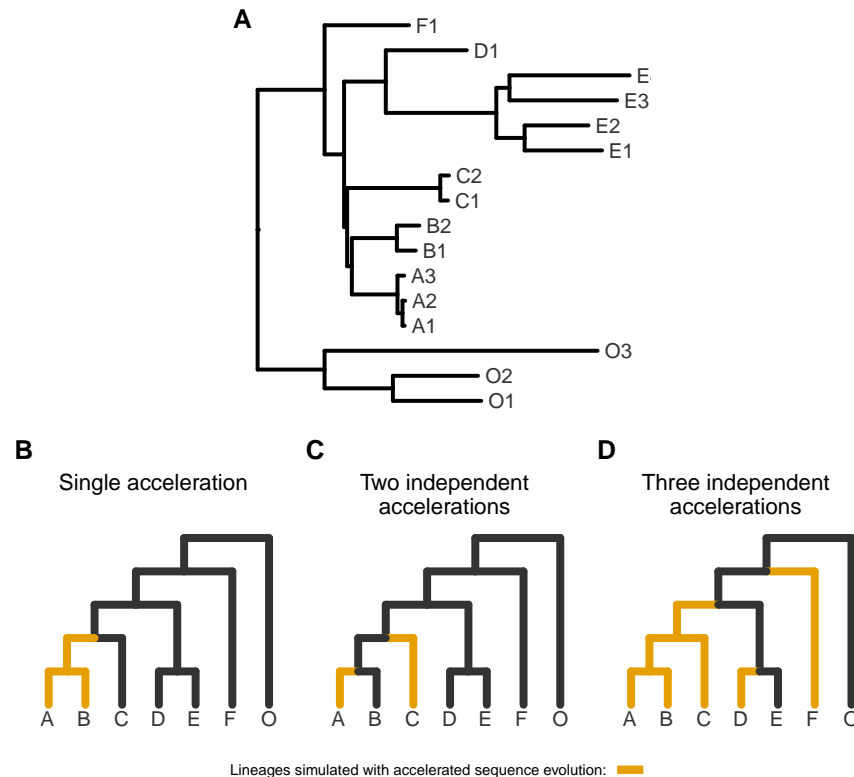 A
F1
D1
E
E3
E2
E1
C2
C1
B2
B1
A3
A2
A1
O3
O2
O1
B
C
D
Single acceleration
Two independent
accelerations
Three independent
accelerations
A B C D E F O
A B C D E F O
A B C D E F
Lineages simulated with accelerated sequence evolution: